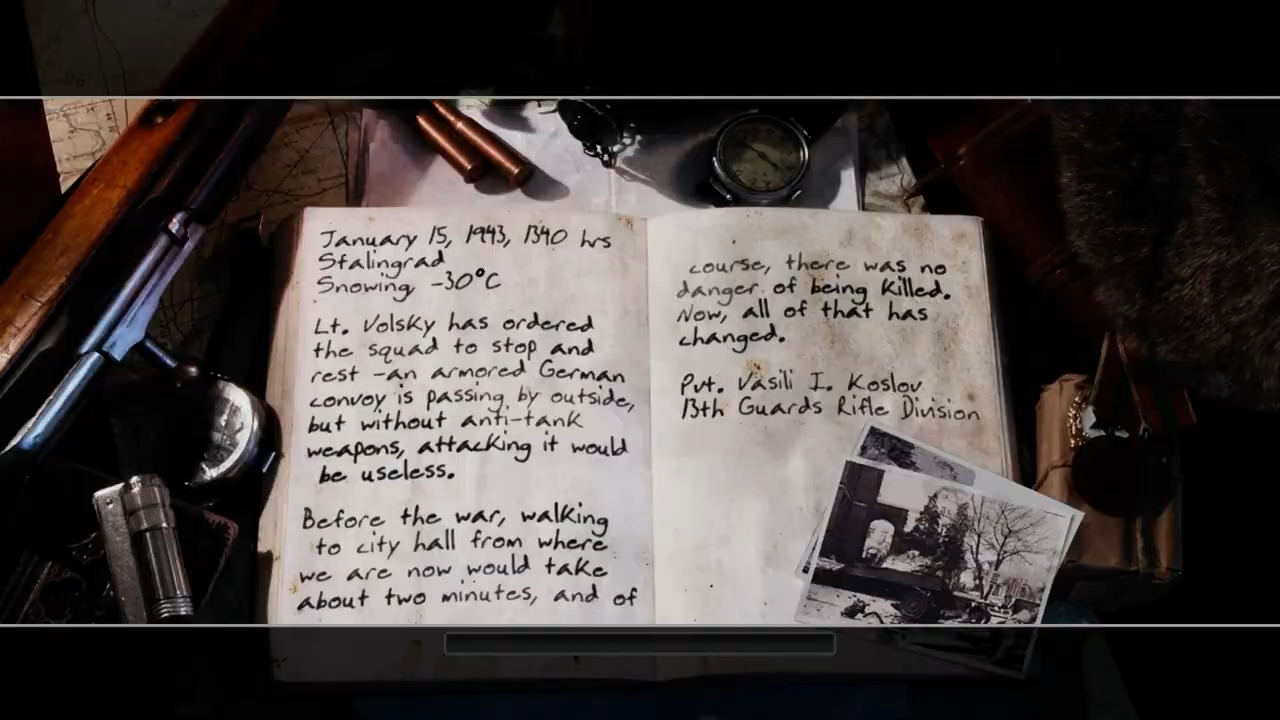 January 15, 1943, 1340 hrs
Stalingrad
Snowing -30°C
Lt. Volsky has ordered
the squad to stop and
rest -an armored German
convoy is passing by outside,
but without anti-tank
weapons, attacking it would
be useless.
Before the war, walking
to city hall from where
we are now would take
about two minutes, and of
course, there was no
danger of being killed.
Now, all of that has
changed.
Pvt. Vasili I. Koslov
13th Guards Rifle Division